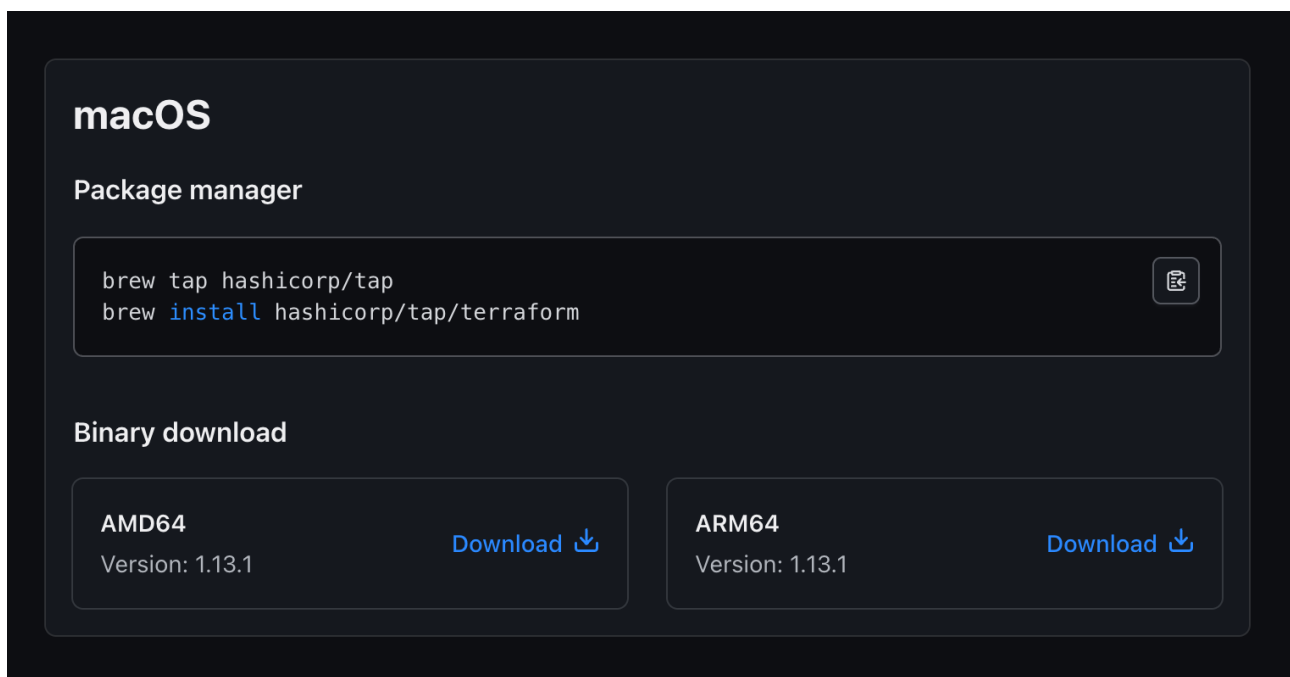 macOS
Package manager
brew tap hashicorp/tap
brew install hashicorp/tap/terraform
Binary download
AMD64
Version: 1.13.1
Download
ARM64
Version: 1.13.1
Download